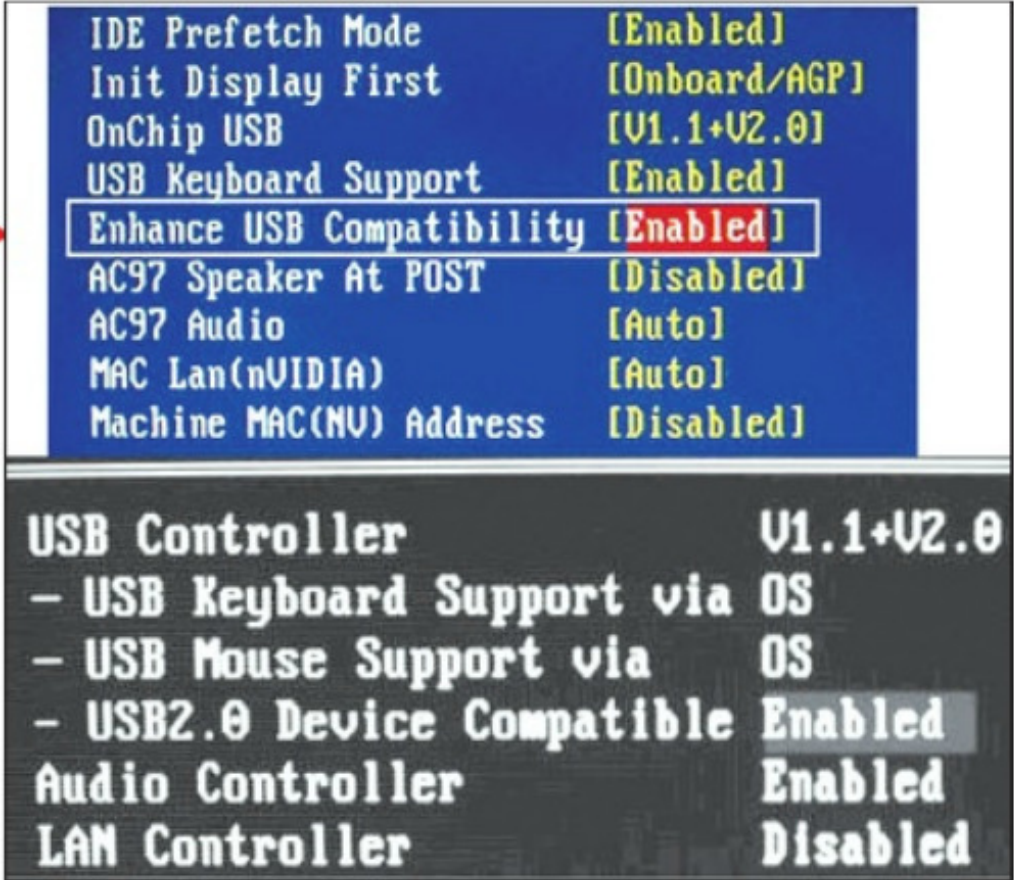 IDE Prefetch Mode [Enabled]
Init Display First [Onboard/AGP]
OnChip USB [V1.1+V2.0]
USB Keyboard Support [Enabled]
Enhance USB Compatibility [Enabled]
AC97 Speaker At POST [Disabled]
AC97 Audio [Auto]
MAC Lan(nVIDIA) [Auto]
Machine MAC(NV) Address [Disabled]
USB Controller V1.1+V2.0
- USB Keyboard Support via OS
- USB Mouse Support via OS
- USB2.0 Device Compatible Enabled
Audio Controller Enabled
LAN Controller Disabled